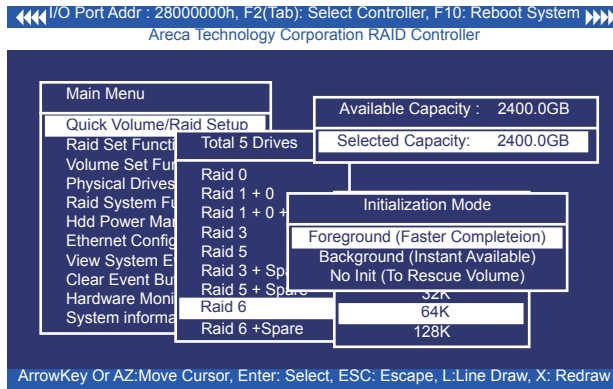 I/O Port Addr : 28000000h, F2(Tab): Select Controller, F10: Reboot System
Areca Technology Corporation RAID Controller
Main Menu
Quick Volume/Raid Setup
Raid Set Functi
Volume Set Fun
Physical Drives
Raid System Fu
Hdd Power Man
Ethernet Config
View System E
Clear Event Bu
Hardware Moni
System informa
Total 5 Drives
Raid 0
Raid 1 + 0
Raid 1 + 0 +
Raid 3
Raid 5
Raid 3 + Spa
Raid 5 + Spare
Raid 6
Raid 6 +Spare
Available Capacity : 2400.0GB
Selected Capacity: 2400.0GB
Initialization Mode
Foreground (Faster Completeion)
Background (Instant Available)
No Init (To Rescue Volume)
32K
64K
128K
ArrowKey Or AZ:Move Cursor, Enter: Select, ESC: Escape, L:Line Draw, X: Redraw